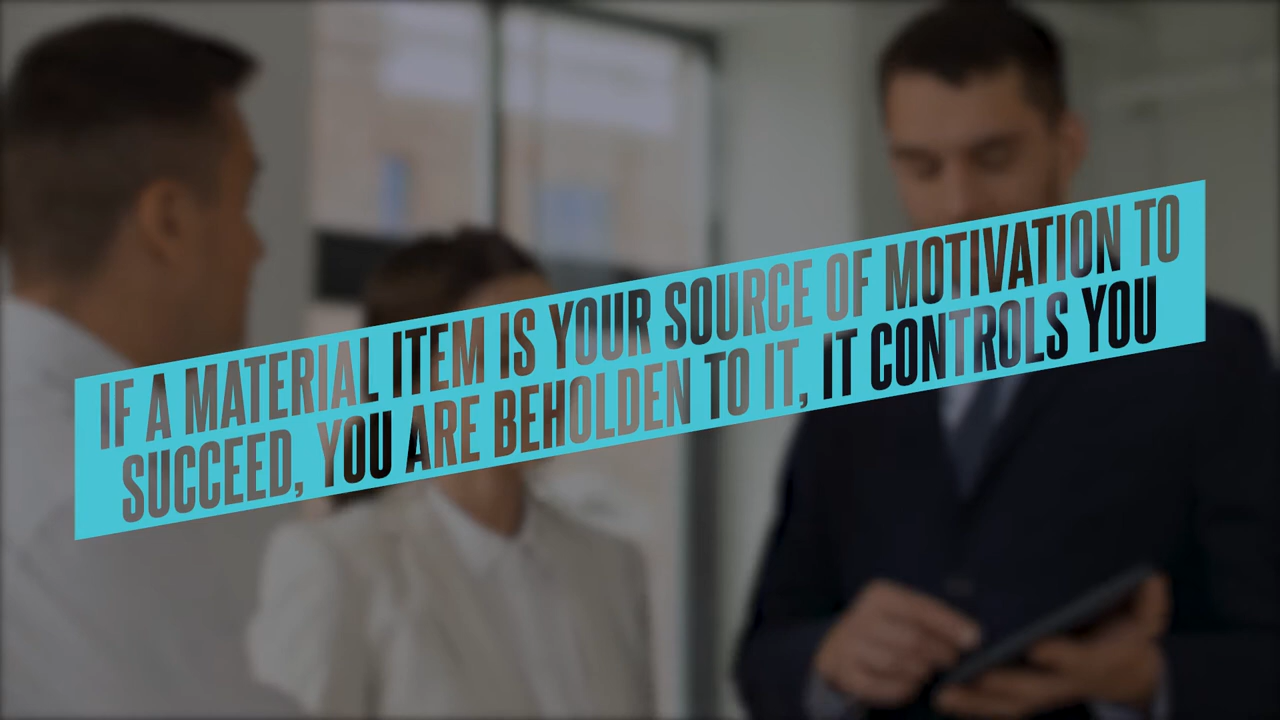 IF A MATERIAL ITEM IS YOUR SOURCE OF MOTIVATION TO
SUCCEED, YOU ARE BEHOLDEN TO IT, IT CONTROLS YOU